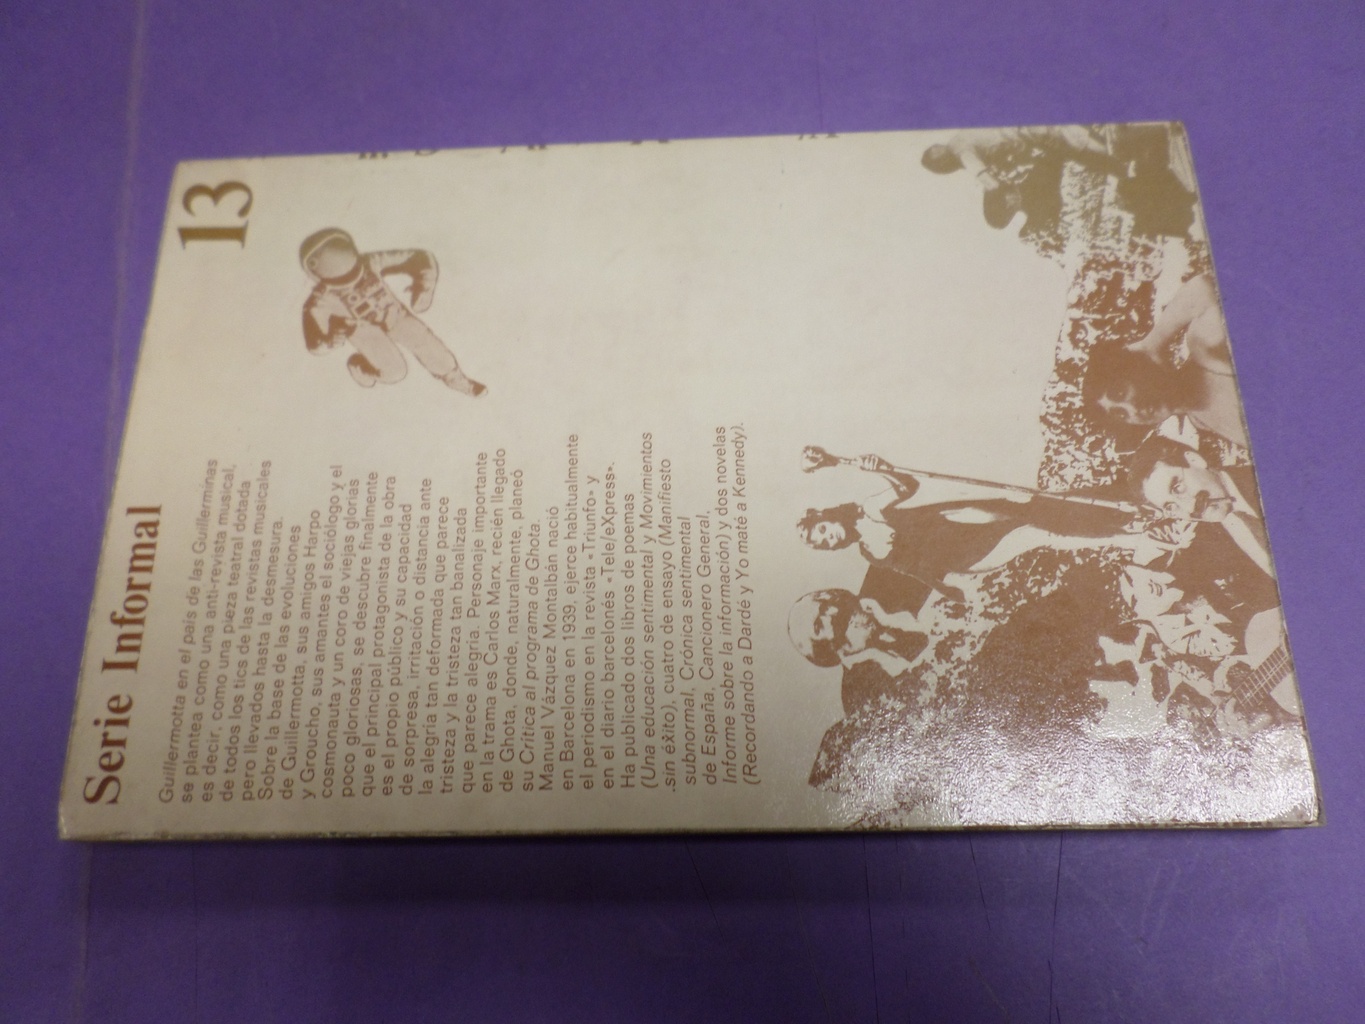 Serie Informal
13
Guillermotta en el país de las Guillerminas
se plantea como una anti-revista musical,
es decir, como una pieza teatral dotada
de todos los tics de las revistas musicales
pero llevados hasta la desmesura.
Sobre la base de las evoluciones
de Guillermotta, sus amigos Harpo
y Groucho, sus amantes el sociólogo y el
cosmonauta y un coro de viejas glorias
poco gloriosas, se descubre finalmente
que el principal protagonista de la obra
es el propio público y su capacidad
de sorpresa, irritación o distancia ante
la alegría tan deformada que parece
tristeza y la tristeza tan banalizada
que parece alegría. Personaje importante
en la trama es Carlos Marx, recién llegado
de Ghota, donde, naturalmente, planeó
su Crítica al programa de Ghota.
Manuel Vázquez Montalbán nació
en Barcelona en 1939, ejerce habitualmente
el periodismo en la revista «Triunfo» y
en el diario barcelonés «Tele/eXpress».
Ha publicado dos libros de poemas
(Una educación sentimental y Movimientos
sin éxito), cuatro de ensayo (Manifiesto
subnormal, Crónica sentimental
de España, Cancionero General,
Informe sobre la información) y dos novelas
(Recordando a Dardé y Yo maté a Kennedy).